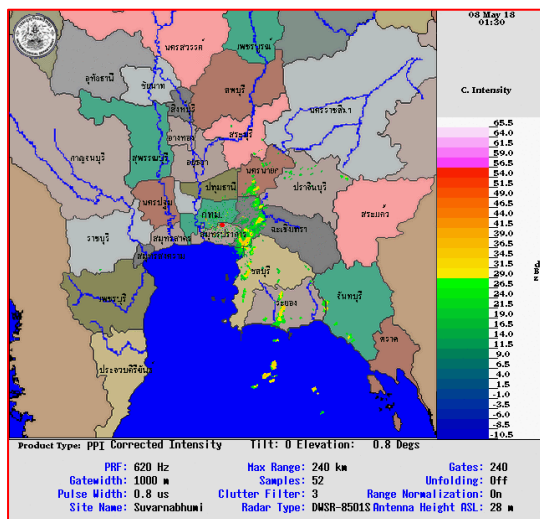 08 May 18
01:30
C. Intensity
นครสวรรค์
เพชรบูรณ์
อุทัยธานี
ชัยนาท
ลพบุรี
สิงห์บุรี
นครราชสีมา
อ่างทอง
สระบุรี
กาญจนบุรี
สุพรรณบุรี
อยุธยา
นครนายก
ปราจีนบุรี
ปทุมธานี
นครปฐม
กทม.
สระแก้ว
ฉะเชิงเทรา
ราชบุรี
สมุทรสาคร
สมุทรปราการ
ชลบุรี
เพชรบุรี
ระยอง
จันทบุรี
ตราด
ประจวบคีรีขันธ์
65.5
64.0
61.5
59.0
56.5
54.0
51.5
49.0
46.5
44.0
41.5
39.0
36.5
34.0
31.5
29.0
26.5
24.0
21.5
19.0
16.5
14.0
11.5
9.0
6.5
4.0
1.5
-1.0
-3.5
-6.0
-8.5
-10.5
Product Type: PPI Corrected Intensity Tilt: 0 Elevation: 0.8 Degs
PRF: 620 Hz Max Range: 240 km Gates: 240
Gatewidth: 1000 m Samples: 52 Unfolding: Off
Pulse Width: 0.8 us Clutter Filter: 3 Range Normalization: On
Site Name: Suvarnabhumi Radar Type: DWSR-8501S Antenna Height ASL: 28 m